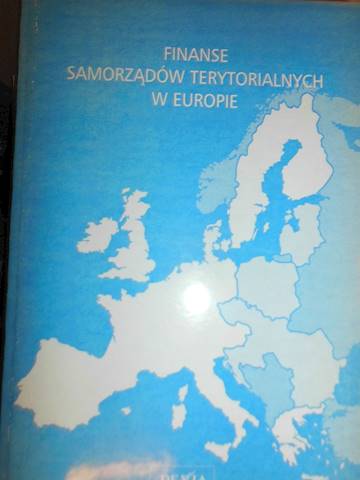 FINANSE
SAMORZĄDÓW TERYTORIALNYCH
W EUROPIE